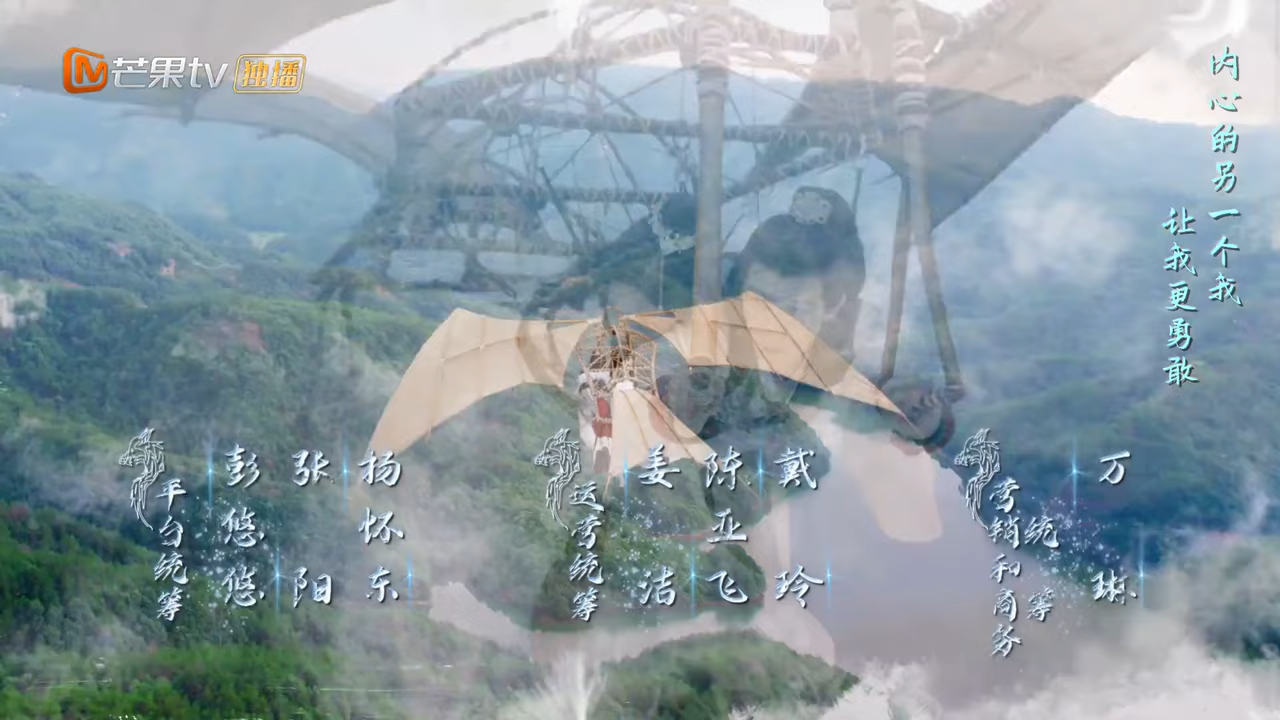 芒果tv 独播
内心的另一个我
让我更勇敢
平台统筹
彭悠悠
张阳
杨怀东
运营统筹
姜洁
陈亚飞
戴玲
营销和商务
统筹
万琳